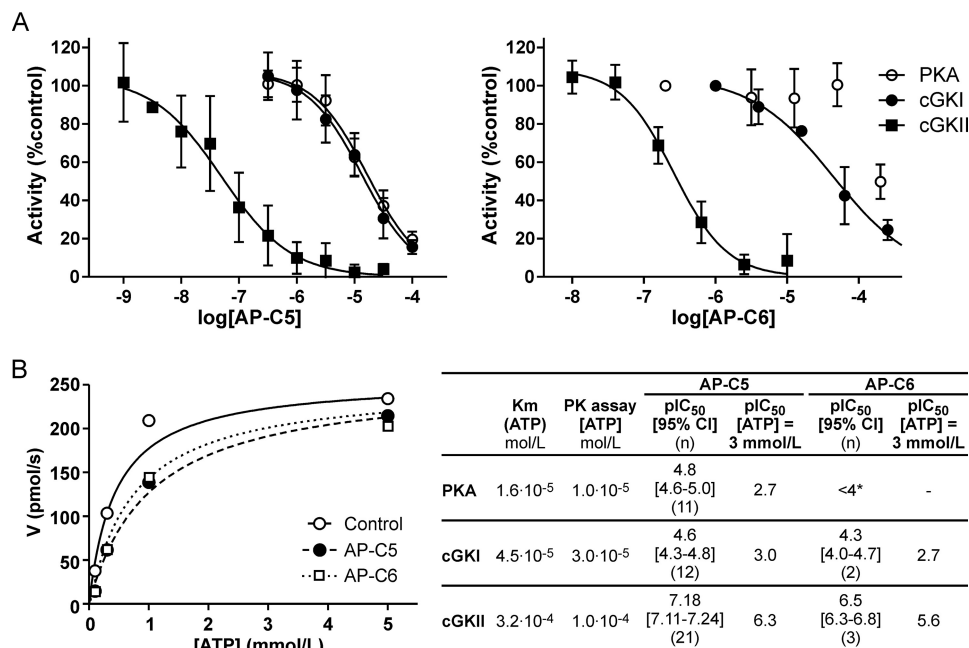 A
120
100
80
60
40
20
0
Activity (%control)
-9 -8 -7 -6 -5 -4
log[AP-C5]
120
100
80
60
40
20
0
Activity (%control)
-8 -7 -6 -5 -4
log[AP-C6]
PKA
cGKI
cGKII
B
250
200
150
100
50
0
V (pmol/s)
0 1 2 3 4 5
[ATP] (mmol/L)
Control
AP-C5
AP-C6
AP-C5 AP-C6
Km PK assay pIC50 pIC50 pIC50 pIC50
(ATP) [ATP] [95% CI] [ATP] = [95% CI] [ATP] =
mol/L mol/L (n) 3 mmol/L (n) 3 mmol/L
4.8
PKA 1.6·10-5 1.0·10-5 [4.6-5.0] 2.7 <4* -
(11)
4.6 4.3
cGKI 4.5·10-5 3.0·10-5 [4.3-4.8] 3.0 [4.0-4.7] 2.7
(12) (2)
7.18 6.5
cGKII 3.2·10-4 1.0·10-4 [7.11-7.24] 6.3 [6.3-6.8] 5.6
(21) (3)